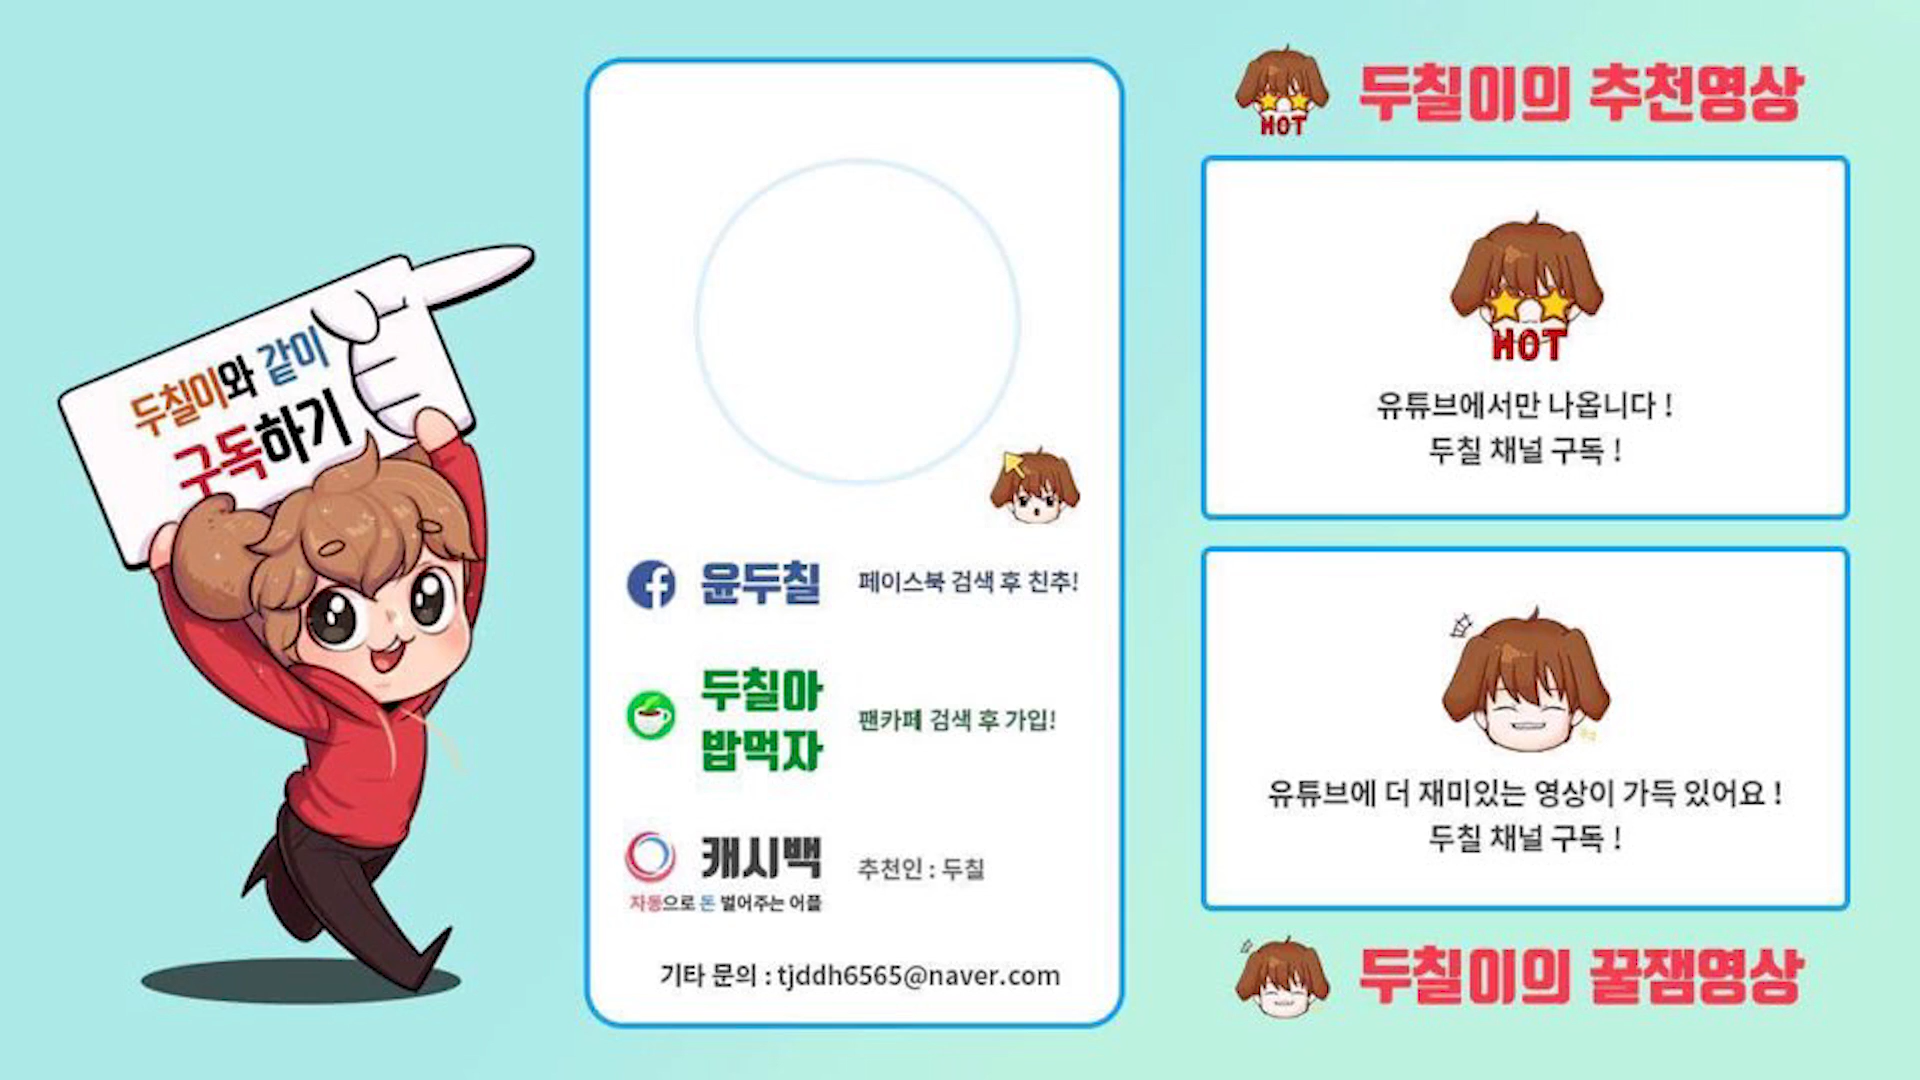 두칠이와 같이
구독하기
윤두칠
페이스북 검색 후 친추!
두칠아
밥먹자
팬카페 검색 후 가입!
캐시백
자동으로 돈 벌어주는 어플
추천인 : 두칠
기타 문의 : tjddh6565@naver.com
HOT
두칠이의 추천영상
HOT
유튜브에서만 나옵니다 !
두칠 채널 구독 !
유튜브에 더 재미있는 영상이 가득 있어요 !
두칠 채널 구독 !
두칠이의 꿀잼영상